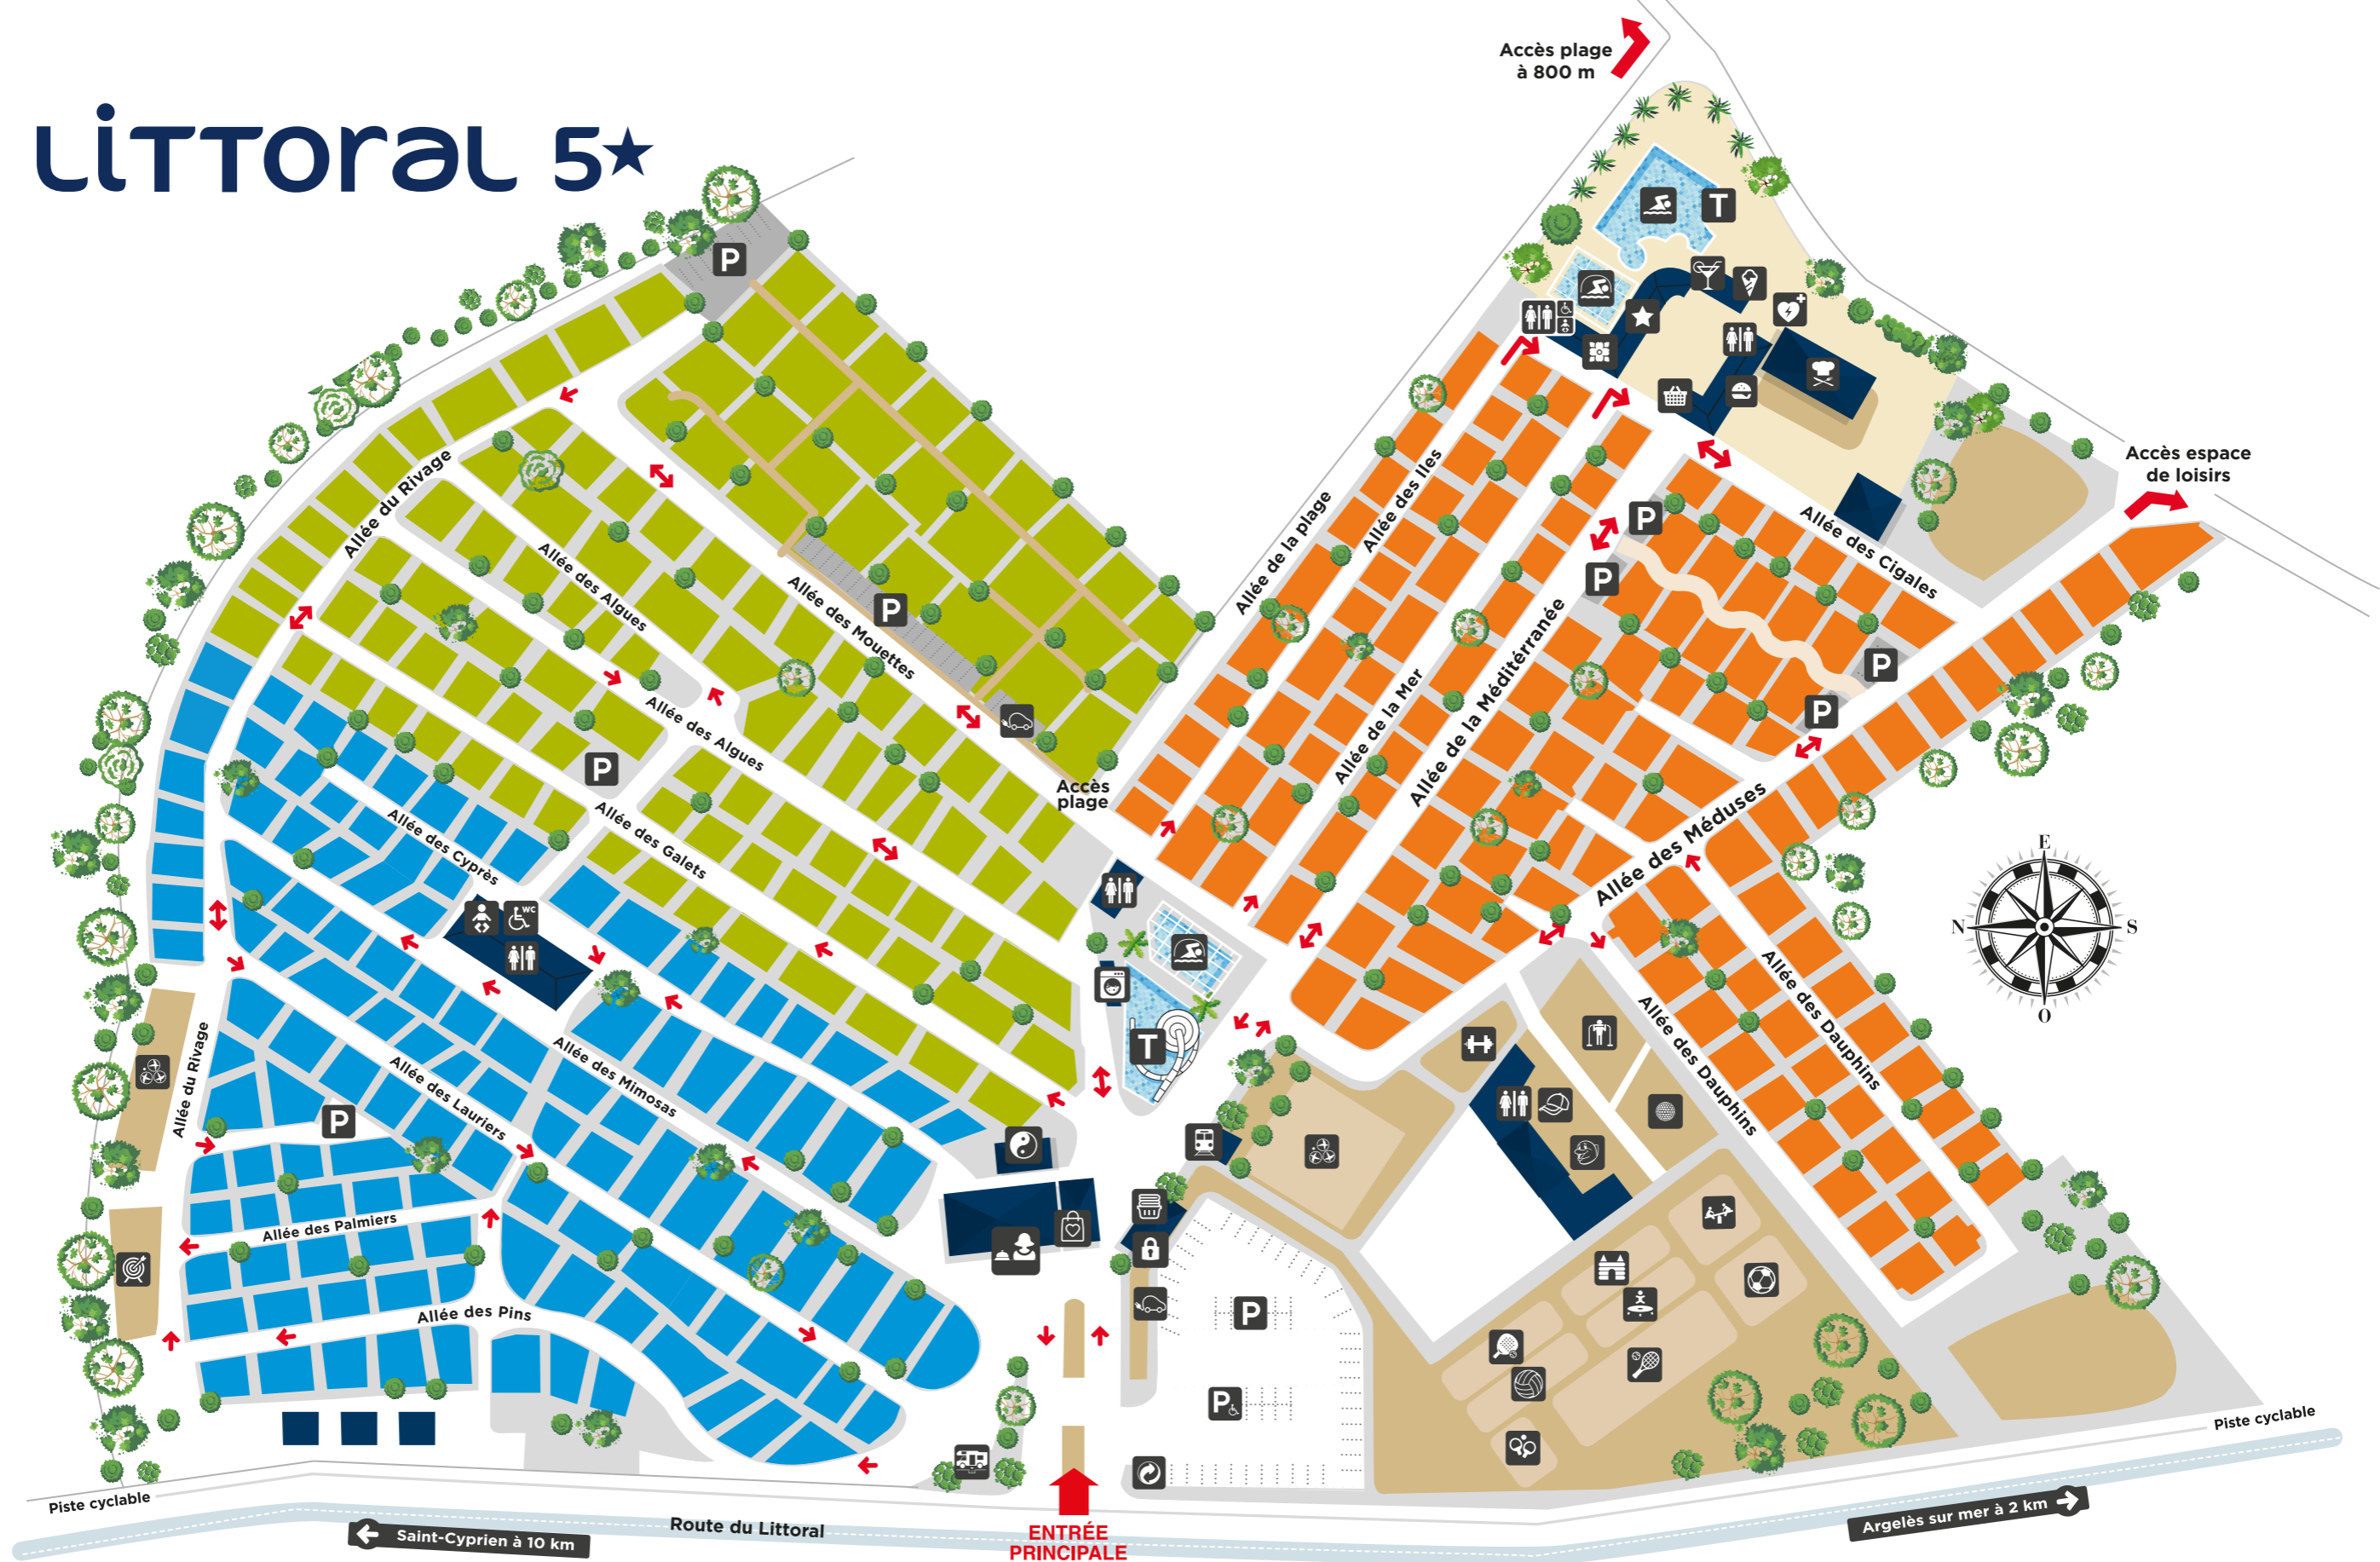 LiTTORAL 5★
Accès plage
à 800 m
T
P
Accès espace
de loisirs
Allée du Rivage
Allée des Algues
Allée des Mouettes
P
Allée de la plage
Allée des Iles
P
P
Allée des Cigales
P
P
Allée de la Mer
Allée de la Méditérranée
Allée des Algues
P
Accès
plage
Allée des Méduses
Allée des Galets
Allée des Cyprès
WC
E
N
S
O
T
Allée des Dauphins
Allée des Dauphins
Allée du Rivage
Allée des Mimosas
Allée des Lauriers
P
Allée des Palmiers
Allée des Pins
P
P
Piste cyclable
Piste cyclable
Route du Littoral
Saint-Cyprien à 10 km
ENTRÉE
PRINCIPALE
Argelès sur mer à 2 km